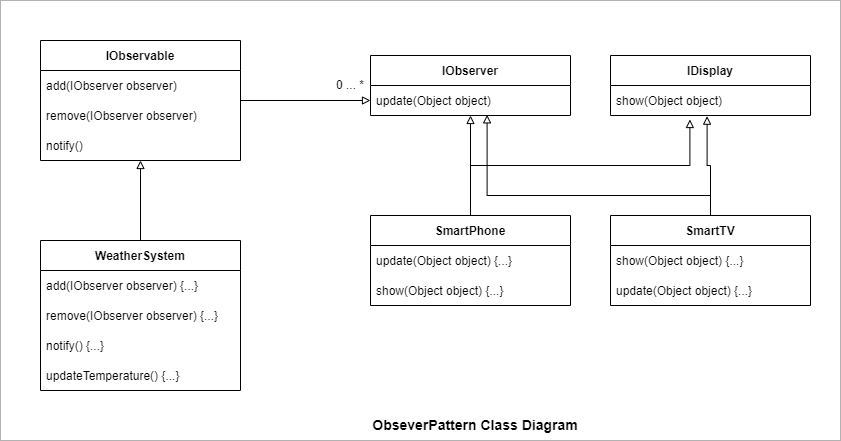 IObservable
add(IObserver observer)
remove(IObserver observer)
notify()
0 ... *
IObserver
update(Object object)
IDisplay
show(Object object)
WeatherSystem
add(IObserver observer) {...}
remove(IObserver observer) {...}
notify() {...}
updateTemperature() {...}
SmartPhone
update(Object object) {...}
show(Object object) {...}
SmartTV
show(Object object) {...}
update(Object object) {...}
ObseverPattern Class Diagram